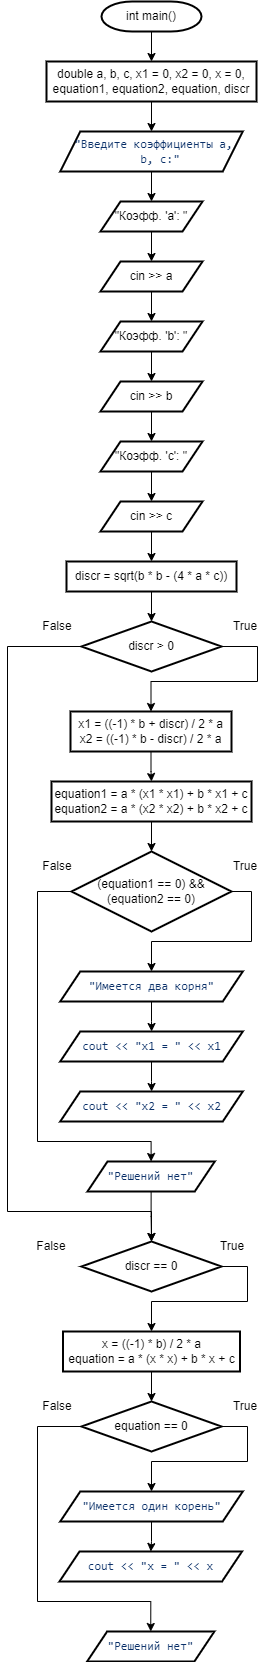 int main()
double a, b, c, x1 = 0, x2 = 0, x = 0,
equation1, equation2, equation, discr
"Введите коэффициенты a,
b, c:"
"Коэфф. 'a': "
cin >> a
"Коэфф. 'b': "
cin >> b
"Коэфф. 'c': "
cin >> c
discr = sqrt(b * b - (4 * a * c))
False
True
discr > 0
x1 = ((-1) * b + discr) / 2 * a
x2 = ((-1) * b - discr) / 2 * a
equation1 = a * (x1 * x1) + b * x1 + c
equation2 = a * (x2 * x2) + b * x2 + c
False
True
(equation1 == 0) &&
(equation2 == 0)
"Имеется два корня"
cout << "x1 = " << x1
cout << "x2 = " << x2
"Решений нет"
False
True
discr == 0
x = ((-1) * b) / 2 * a
equation = a * (x * x) + b * x + c
False
True
equation == 0
"Имеется один корень"
cout << "x = " << x
"Решений нет"